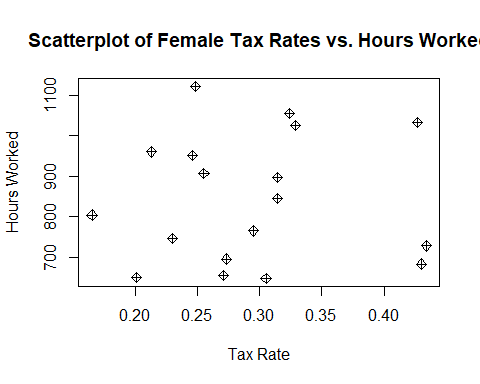 Scatterplot of Female Tax Rates vs. Hours Worke
1100
900
800
700
Hours Worked
0.20 0.25 0.30 0.35 0.40
Tax Rate